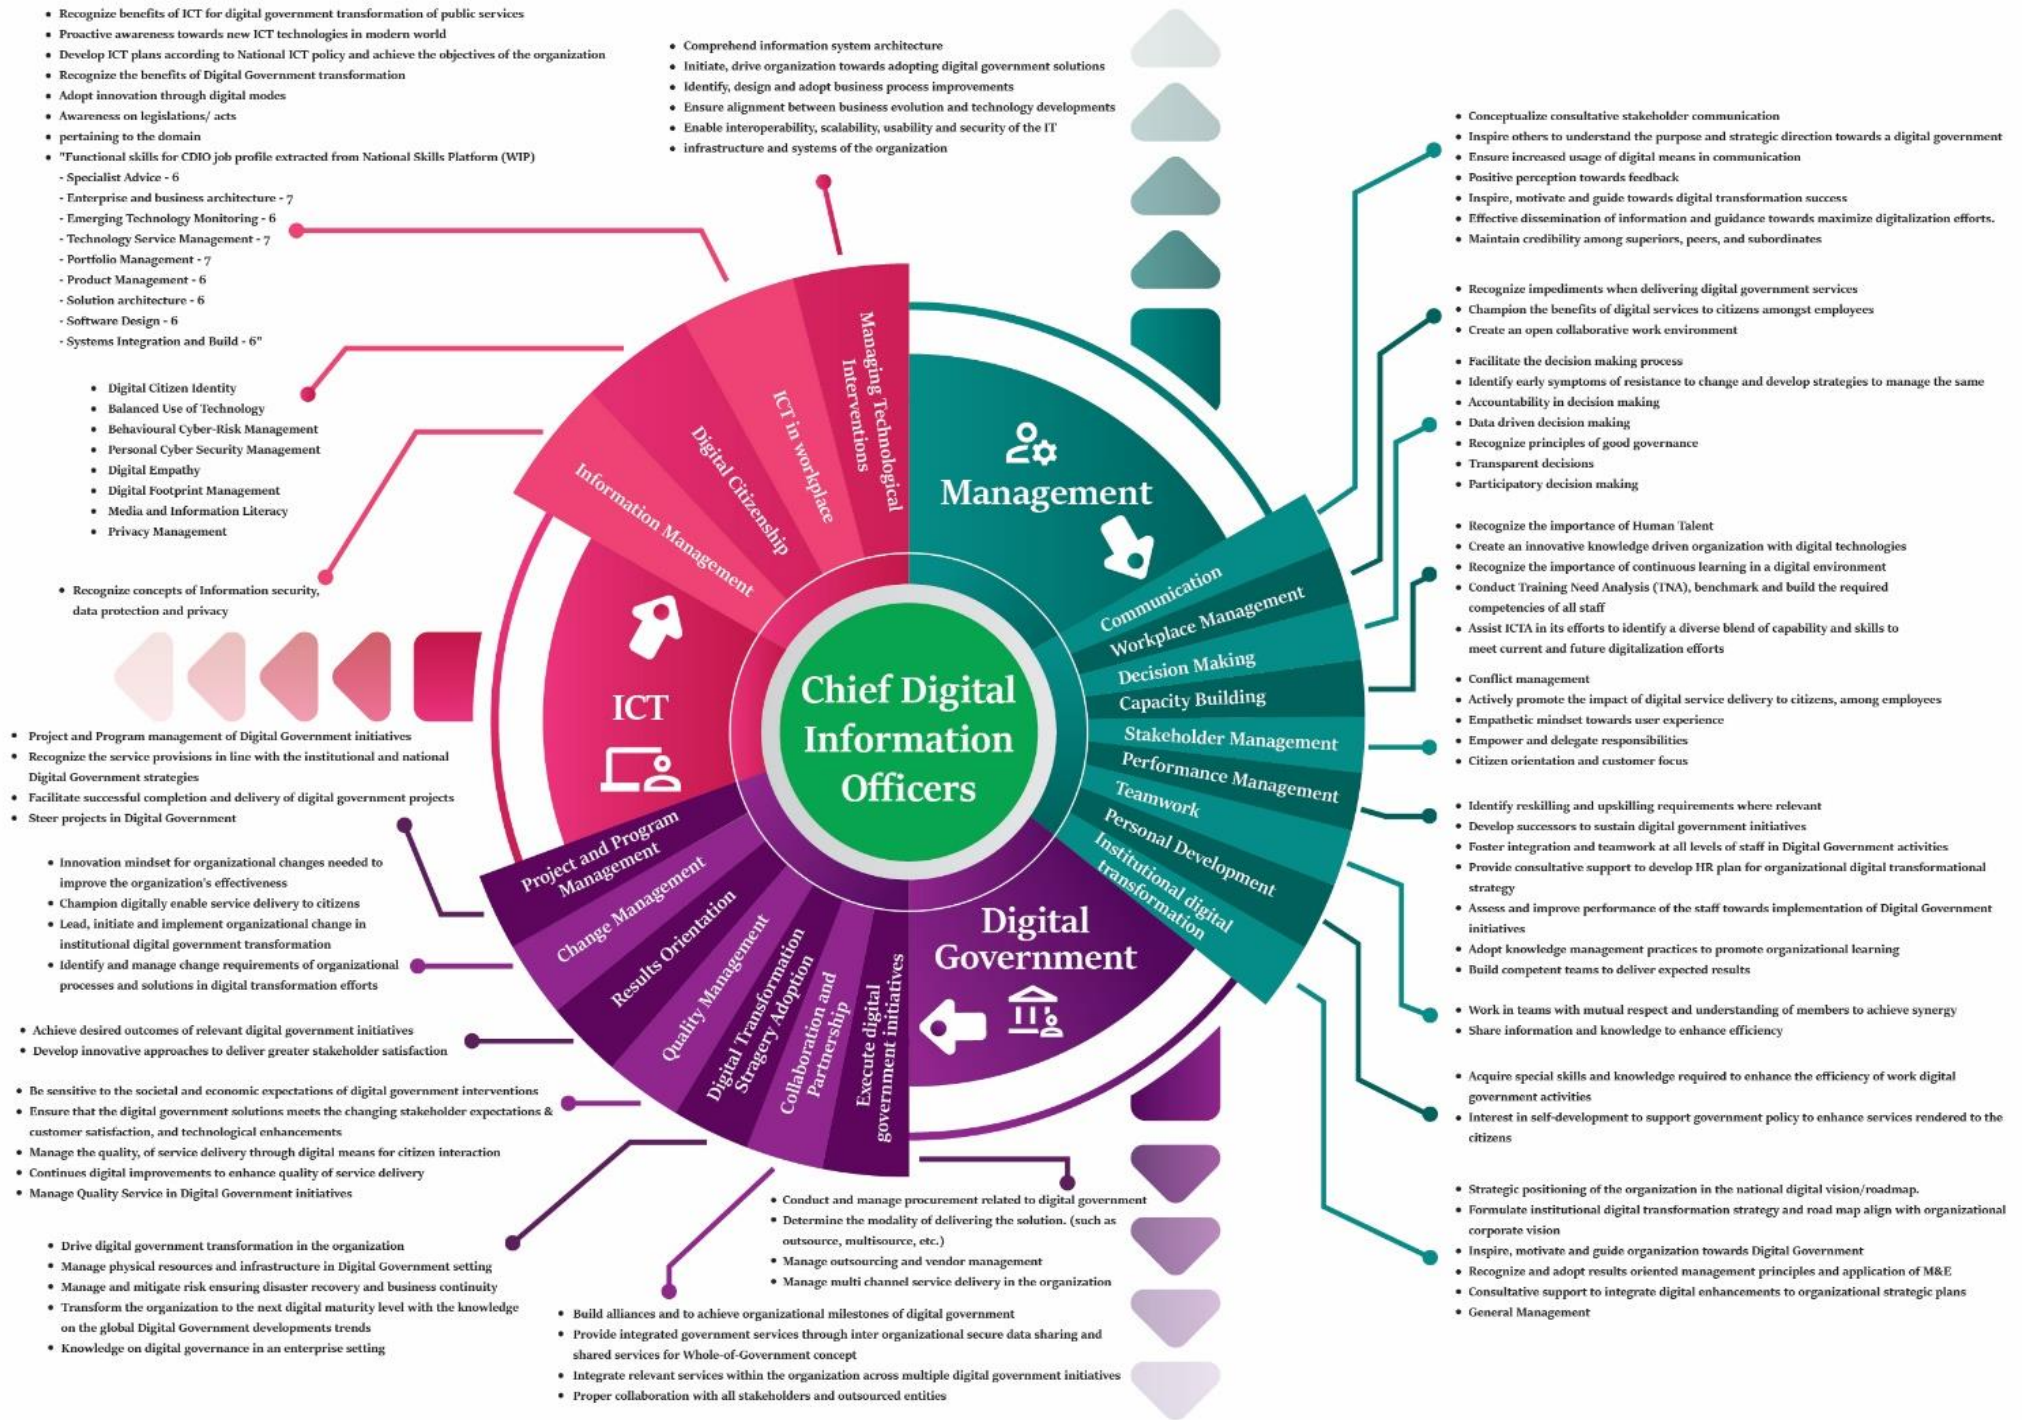 • Recognize benefits of ICT for digital government transformation of public services
• Proactive awareness towards new ICT technologies in modern world
• Develop ICT plans according to National ICT policy and achieve the objectives of the organization
• Recognize the benefits of Digital Government transformation
• Adopt innovation through digital modes
• Awareness on legislations/ acts
• pertaining to the domain
• "Functional skills for CDIO job profile extracted from National Skills Platform (WIP)
- Specialist Advice - 6
- Enterprise and business architecture - 7
- Emerging Technology Monitoring - 6
- Technology Service Management - 7
- Portfolio Management - 7
- Product Management - 6
- Solution architecture - 6
- Software Design - 6
- Systems Integration and Build - 6"
• Comprehend information system architecture
• Initiate, drive organization towards adopting digital government solutions
• Identify, design and adopt business process improvements
• Ensure alignment between business evolution and technology developments
• Enable interoperability, scalability, usability and security of the IT
• infrastructure and systems of the organization
• Digital Citizen Identity
• Balanced Use of Technology
• Behavioural Cyber-Risk Management
• Personal Cyber Security Management
• Digital Empathy
• Digital Footprint Management
• Media and Information Literacy
• Privacy Management
• Recognize concepts of Information security,
data protection and privacy
Managing Technological
Interventions
ICT in workplace
Digital Citizenship
Information Management
ICT
Management
Communication
Workplace Management
Decision Making
Capacity Building
Stakeholder Management
Performance Management
Teamwork
Personal Development
Institutional digital
transformation
Chief Digital
Information
Officers
Digital
Government
Project and Program
Management
Change Management
Results Orientation
Quality Management
Digital Transformation
Stragery Adoption
Collaboration and
Partnership
Execute digital
government initiatives
• Conceptualize consultative stakeholder communication
• Inspire others to understand the purpose and strategic direction towards a digital government
• Ensure increased usage of digital means in communication
• Positive perception towards feedback
• Inspire, motivate and guide towards digital transformation success
• Effective dissemination of information and guidance towards maximize digitalization efforts.
• Maintain credibility among superiors, peers, and subordinates
• Recognize impediments when delivering digital government services
• Champion the benefits of digital services to citizens amongst employees
• Create an open collaborative work environment
• Facilitate the decision making process
• Identify early symptoms of resistance to change and develop strategies to manage the same
• Accountability in decision making
• Data driven decision making
• Recognize principles of good governance
• Transparent decisions
• Participatory decision making
• Recognize the importance of Human Talent
• Create an innovative knowledge driven organization with digital technologies
• Recognize the importance of continuous learning in a digital environment
• Conduct Training Need Analysis (TNA), benchmark and build the required
competencies of all staff
• Assist ICTA in its efforts to identify a diverse blend of capability and skills to
meet current and future digitalization efforts
• Conflict management
• Actively promote the impact of digital service delivery to citizens, among employees
• Empathetic mindset towards user experience
• Empower and delegate responsibilities
• Citizen orientation and customer focus
• Identify reskilling and upskilling requirements where relevant
• Develop successors to sustain digital government initiatives
• Foster integration and teamwork at all levels of staff in Digital Government activities
• Provide consultative support to develop HR plan for organizational digital transformational
strategy
• Assess and improve performance of the staff towards implementation of Digital Government
initiatives
• Adopt knowledge management practices to promote organizational learning
• Build competent teams to deliver expected results
• Work in teams with mutual respect and understanding of members to achieve synergy
• Share information and knowledge to enhance efficiency
• Acquire special skills and knowledge required to enhance the efficiency of work digital
government activities
• Interest in self-development to support government policy to enhance services rendered to the
citizens
• Strategic positioning of the organization in the national digital vision/roadmap.
• Formulate institutional digital transformation strategy and road map align with organizational
corporate vision
• Inspire, motivate and guide organization towards Digital Government
• Recognize and adopt results oriented management principles and application of M&E
• Consultative support to integrate digital enhancements to organizational strategic plans
• General Management
• Project and Program management of Digital Government initiatives
• Recognize the service provisions in line with the institutional and national
Digital Government strategies
• Facilitate successful completion and delivery of digital government projects
• Steer projects in Digital Government
• Innovation mindset for organizational changes needed to
improve the organization's effectiveness
• Champion digitally enable service delivery to citizens
• Lead, initiate and implement organizational change in
institutional digital government transformation
• Identify and manage change requirements of organizational
processes and solutions in digital transformation efforts
• Achieve desired outcomes of relevant digital government initiatives
• Develop innovative approaches to deliver greater stakeholder satisfaction
• Be sensitive to the societal and economic expectations of digital government interventions
• Ensure that the digital government solutions meets the changing stakeholder expectations &
customer satisfaction, and technological enhancements
• Manage the quality, of service delivery through digital means for citizen interaction
• Continues digital improvements to enhance quality of service delivery
• Manage Quality Service in Digital Government initiatives
• Drive digital government transformation in the organization
• Manage physical resources and infrastructure in Digital Government setting
• Manage and mitigate risk ensuring disaster recovery and business continuity
• Transform the organization to the next digital maturity level with the knowledge
on the global Digital Government developments trends
• Knowledge on digital governance in an enterprise setting
• Conduct and manage procurement related to digital government
• Determine the modality of delivering the solution. (such as
outsource, multisource, etc.)
• Manage outsourcing and vendor management
• Manage multi channel service delivery in the organization
• Build alliances and to achieve organizational milestones of digital government
• Provide integrated government services through inter organizational secure data sharing and
shared services for Whole-of-Government concept
• Integrate relevant services within the organization across multiple digital government initiatives
• Proper collaboration with all stakeholders and outsourced entities